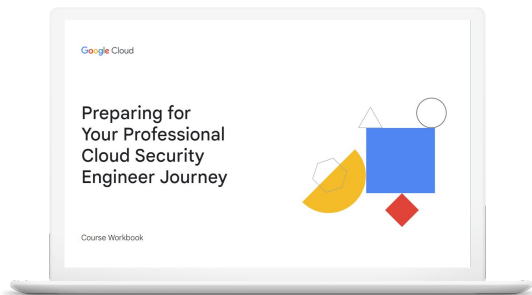 Google Cloud
Preparing for
Your Professional
Cloud Security
Engineer Journey
Course Workbook